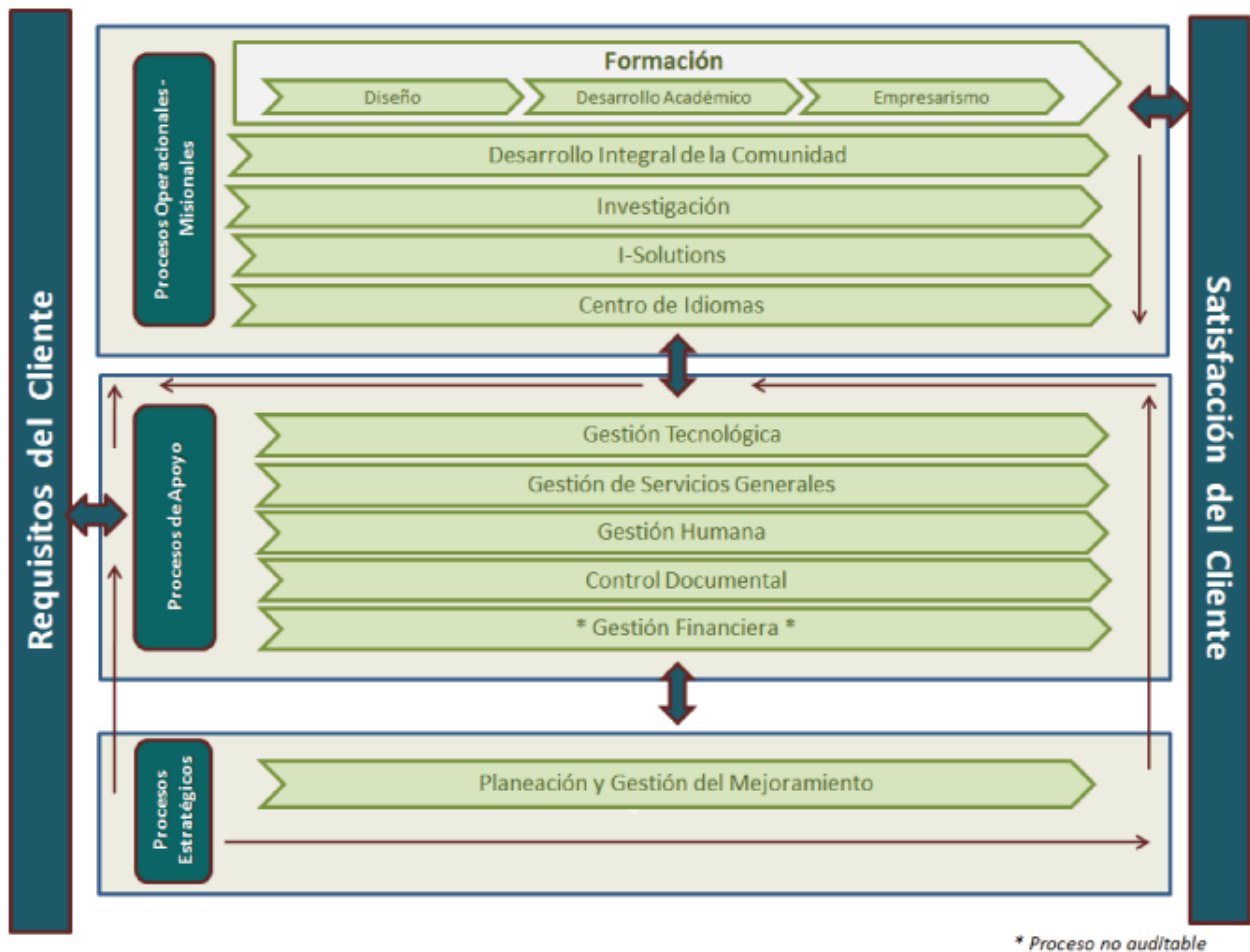 Requisitos del Cliente
Procesos Operacionales -
Misionales
Formación
Diseño
Desarrollo Académico
Empresarismo
Desarrollo Integral de la Comunidad
Investigación
I-Solutions
Centro de Idiomas
Procesos de Apoyo
Gestión Tecnológica
Gestión de Servicios Generales
Gestión Humana
Control Documental
* Gestión Financiera *
Procesos
Estratégicos
Planeación y Gestión del Mejoramiento
Satisfacción del Cliente
* Proceso no auditable